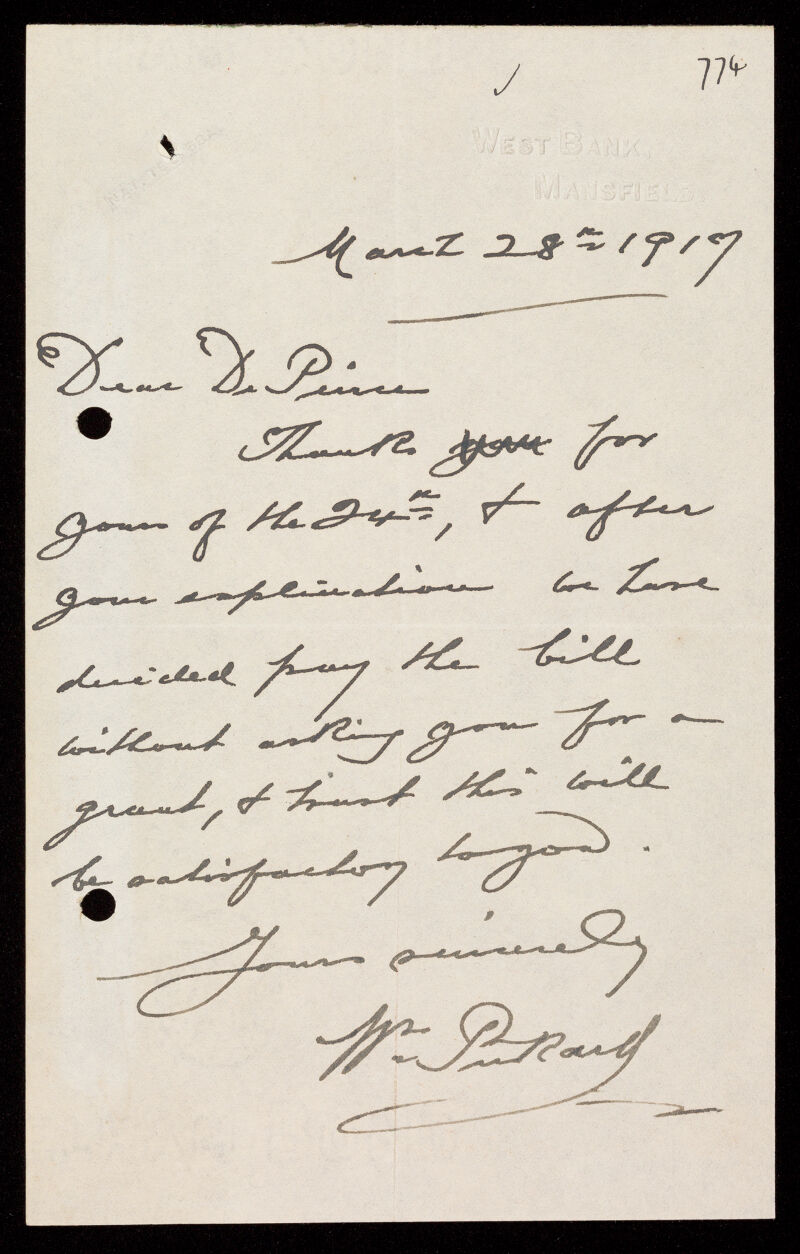 774
WEST BANK,
MANSFIELD.
March 28th 1917
Dear Dr Peirse
Thanks you for
yours of the 24th, & after
your explination we have
decided pay the bill
without asking you for a
grant, & trust this will
be satisfactory to you.
Yours sincerely
Wm Pickard